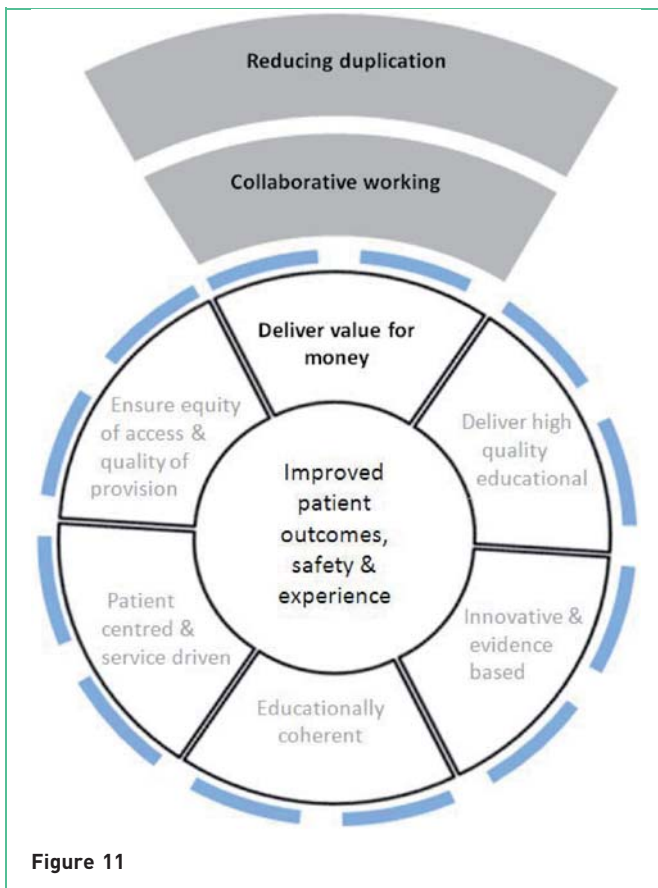 Reducing duplication
Collaborative working
Deliver value for
money
Ensure equity
of access &
quality of
provision
Deliver high
quality
educational
Improved
patient
outcomes,
safety &
experience
Patient
centred &
service driven
Innovative &
evidence
based
Educationally
coherent
Figure 11